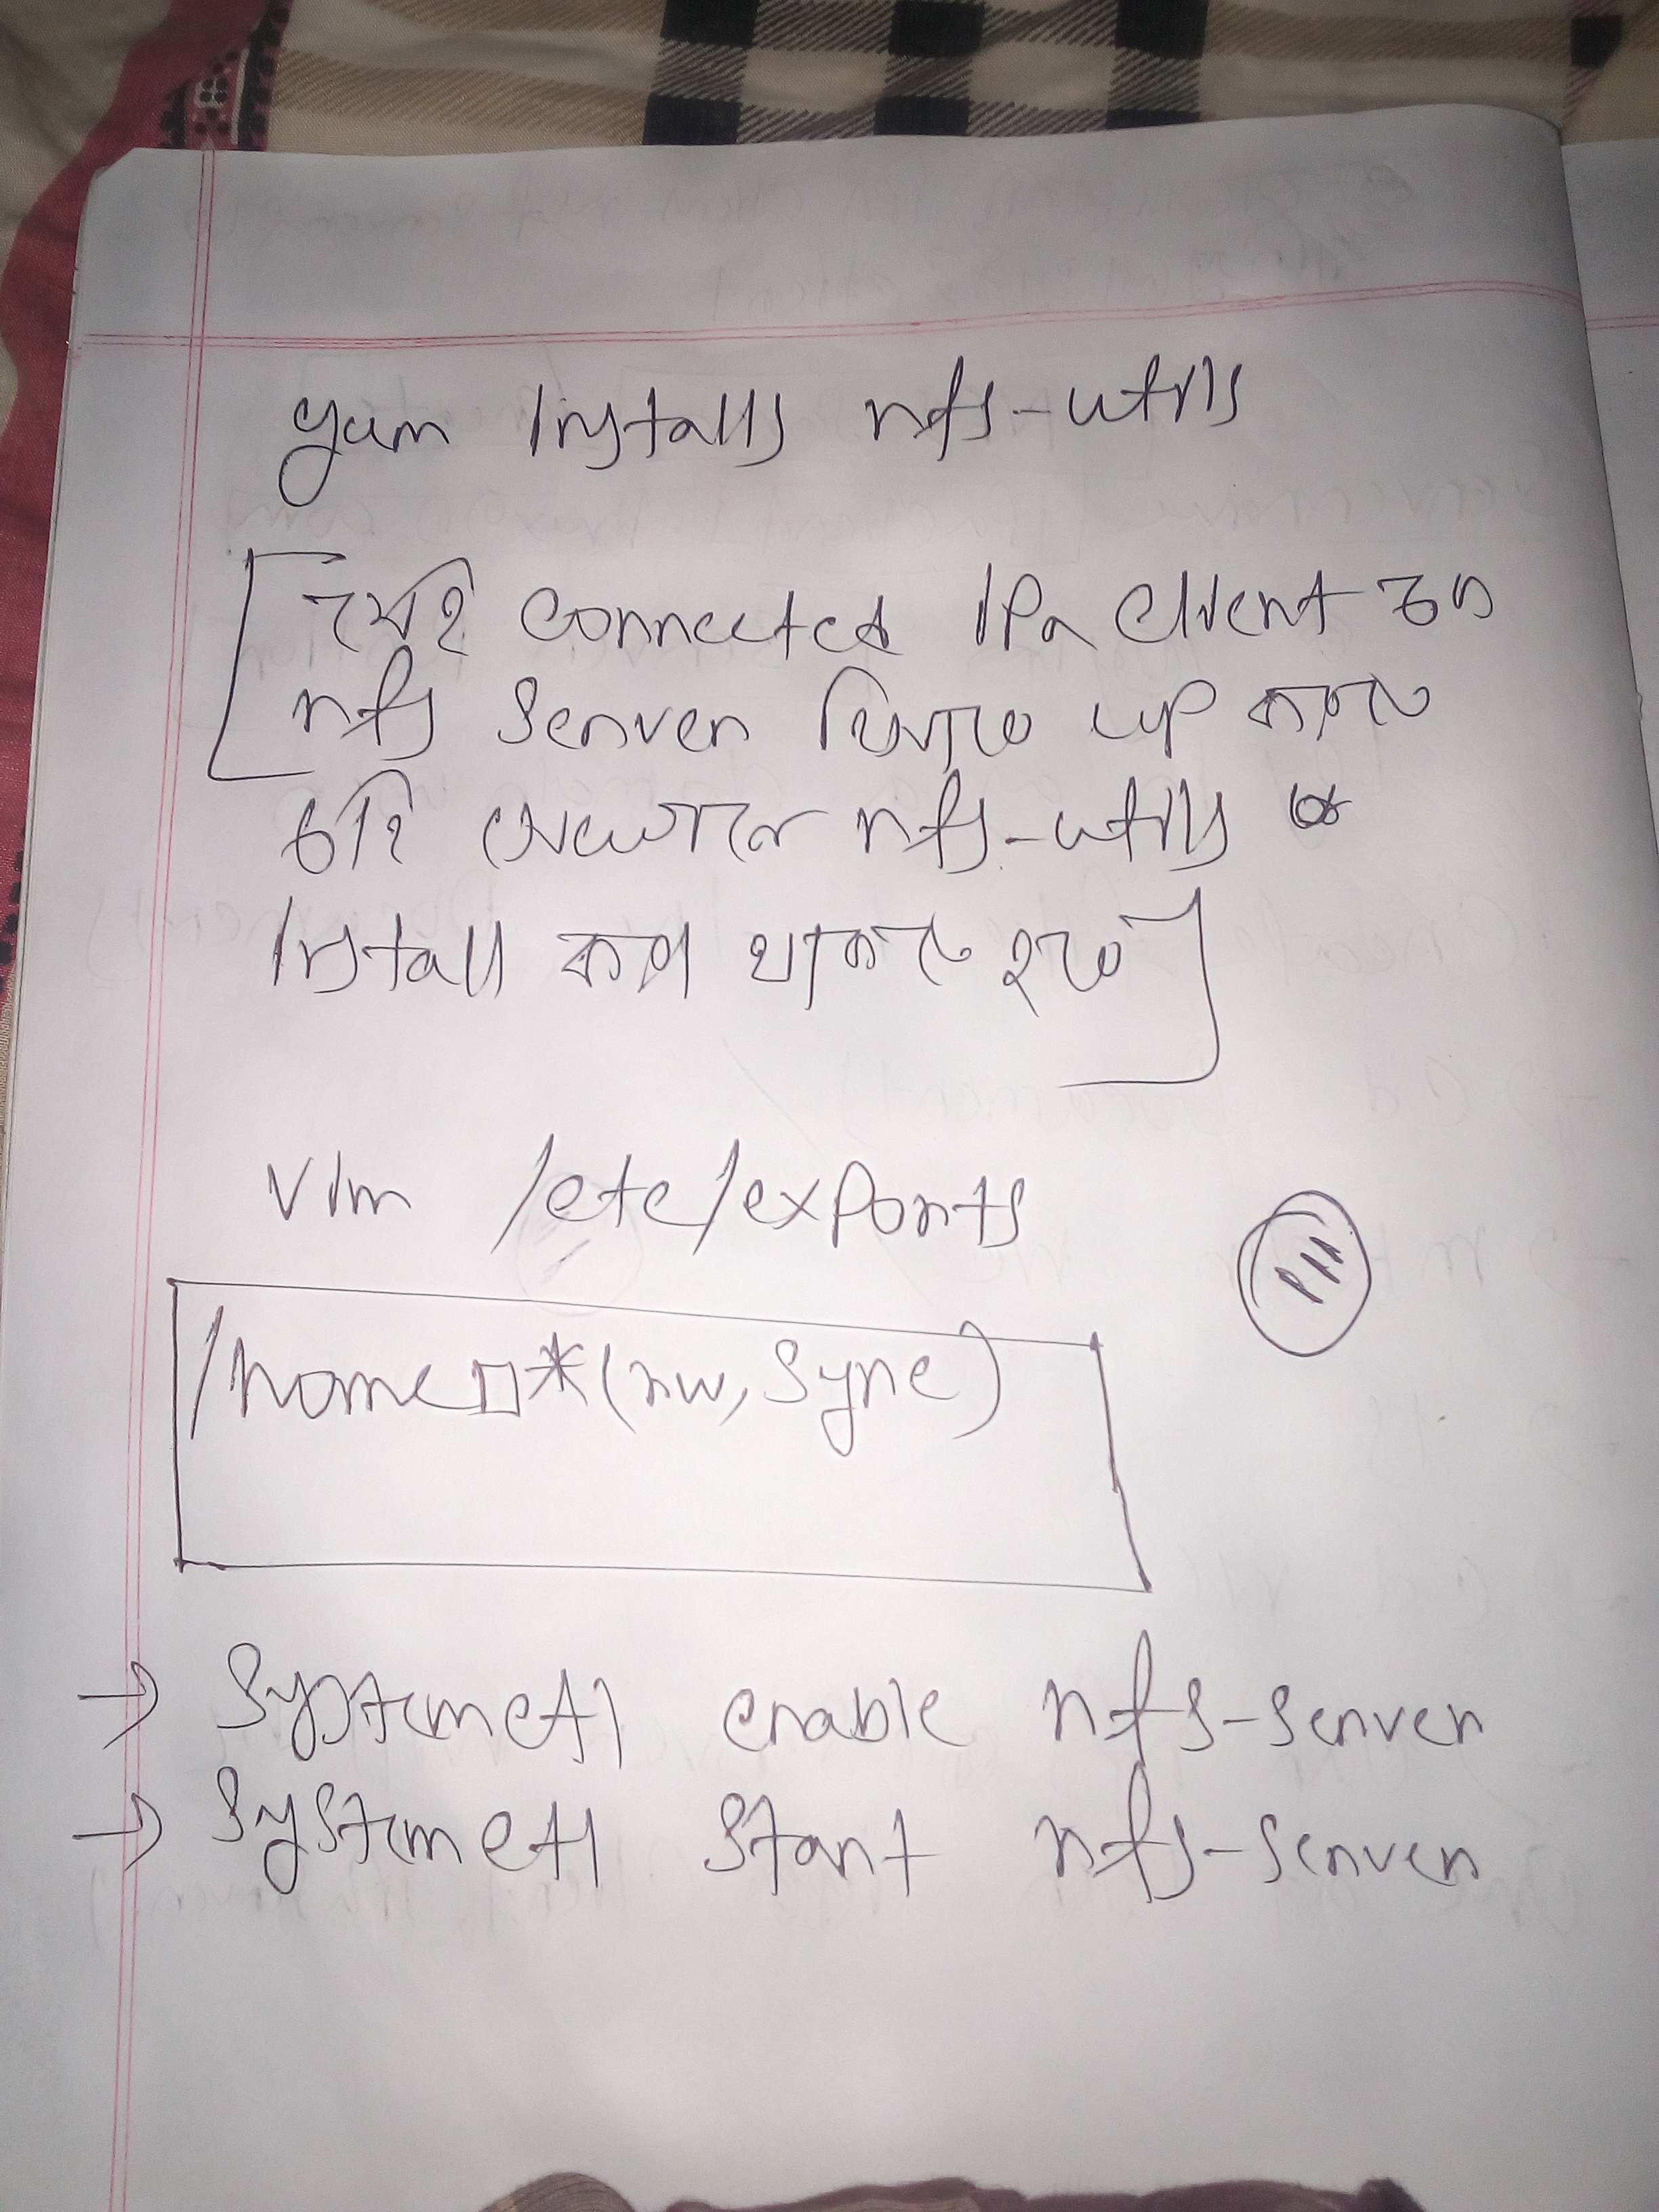 yum installs nfs-utils
যেই connected IPa client কে
nfs server হিসাবে up করতে
চাই সেখানে nfs-utils
Install করা থাকতে হবে
vim /etc/exports
/home□*(rw, sync)
→ Systemctl enable nfs-server
→ Systemctl start nfs-server